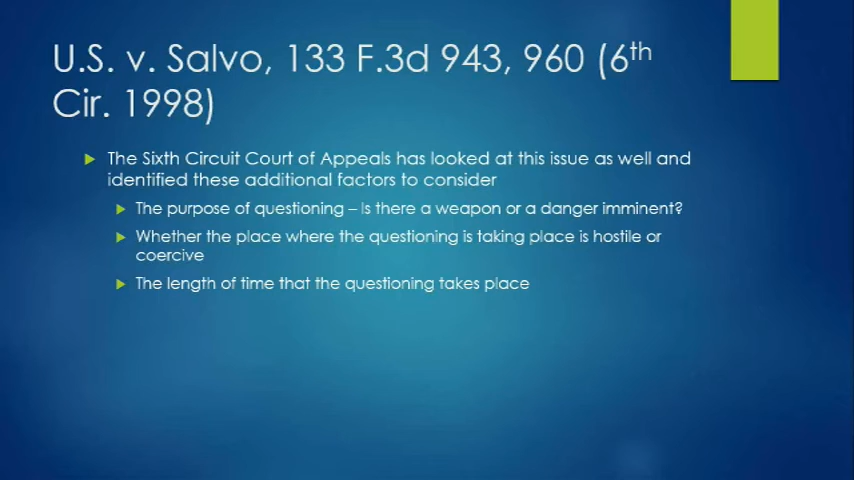 U.S. v. Salvo, 133 F.3d 943, 960 (6th
Cir. 1998)
The Sixth Circuit Court of Appeals has looked at this issue as well and
identified these additional factors to consider
The purpose of questioning – Is there a weapon or a danger imminent?
Whether the place where the questioning is taking place is hostile or
coercive
The length of time that the questioning takes place